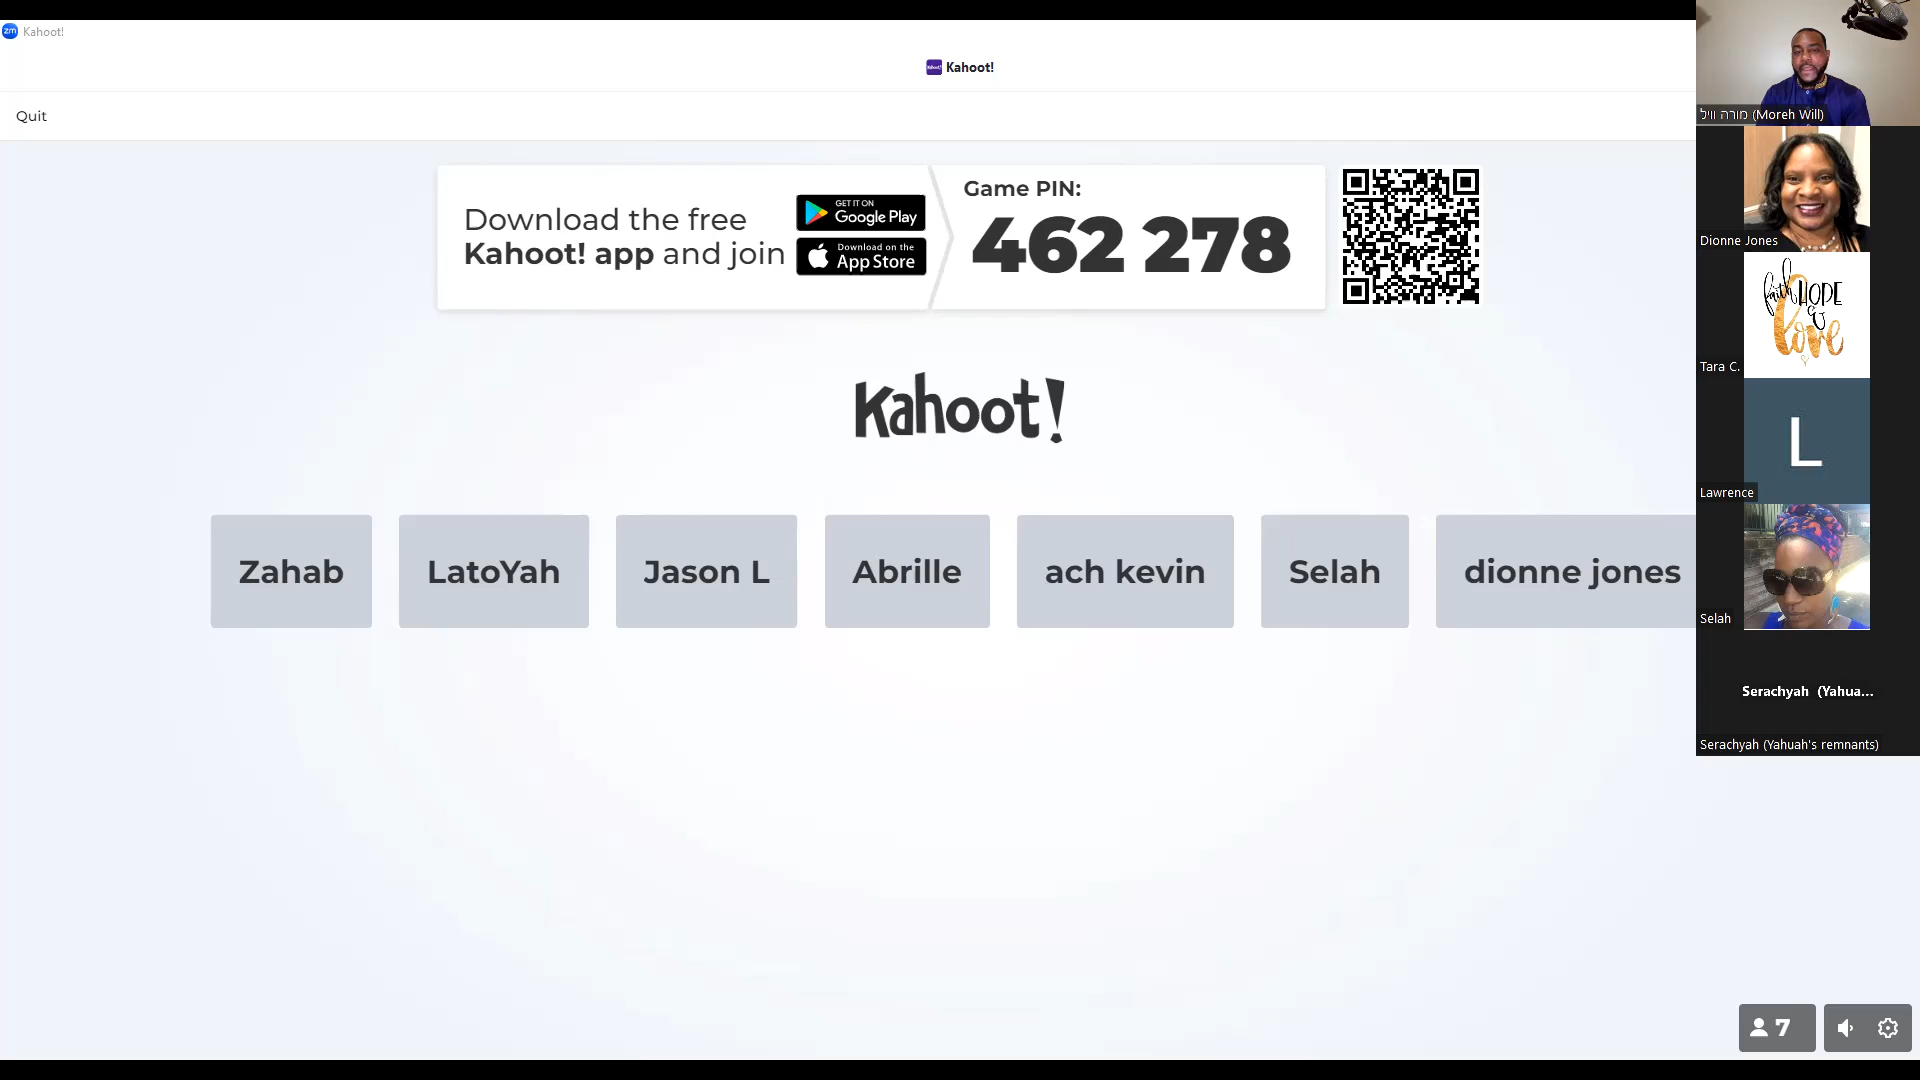 zm Kahoot!
Kahoot! Kahoot!
Quit
Download the free
Kahoot! app and join
GET IT ON
Google Play
Download on the
App Store
Game PIN:
462 278
Kahoot!
Zahab
LatoYah
Jason L
Abrille
ach kevin
Selah
dionne jones
7
מורה וויל (Moreh Will)
Dionne Jones
faith HOPE
&
love
Tara C.
L
Lawrence
Selah
Serachyah (Yahua...
Serachyah (Yahuah's remnants)